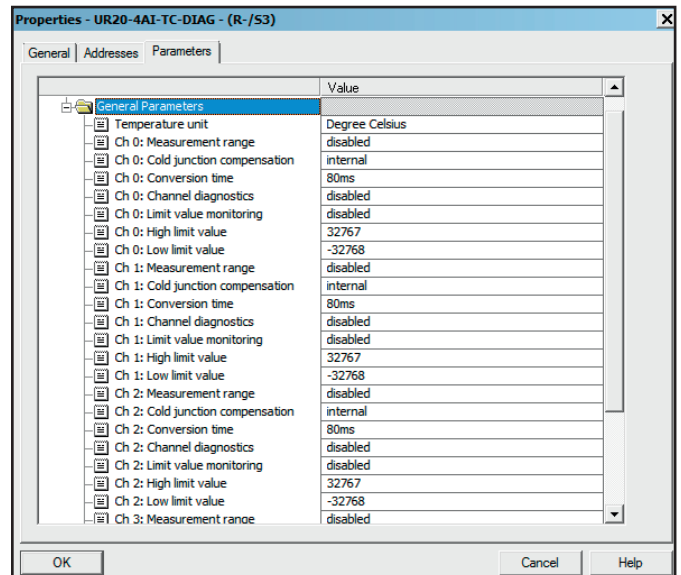 Properties - UR20-4AI-TC-DIAG - (R-/S3)
General Addresses Parameters
Value
General Parameters
Temperature unit Degree Celsius
Ch 0: Measurement range disabled
Ch 0: Cold junction compensation internal
Ch 0: Conversion time 80ms
Ch 0: Channel diagnostics disabled
Ch 0: Limit value monitoring disabled
Ch 0: High limit value 32767
Ch 0: Low limit value -32768
Ch 1: Measurement range disabled
Ch 1: Cold junction compensation internal
Ch 1: Conversion time 80ms
Ch 1: Channel diagnostics disabled
Ch 1: Limit value monitoring disabled
Ch 1: High limit value 32767
Ch 1: Low limit value -32768
Ch 2: Measurement range disabled
Ch 2: Cold junction compensation internal
Ch 2: Conversion time 80ms
Ch 2: Channel diagnostics disabled
Ch 2: Limit value monitoring disabled
Ch 2: High limit value 32767
Ch 2: Low limit value -32768
Ch 3: Measurement range disabled
OK Cancel Help